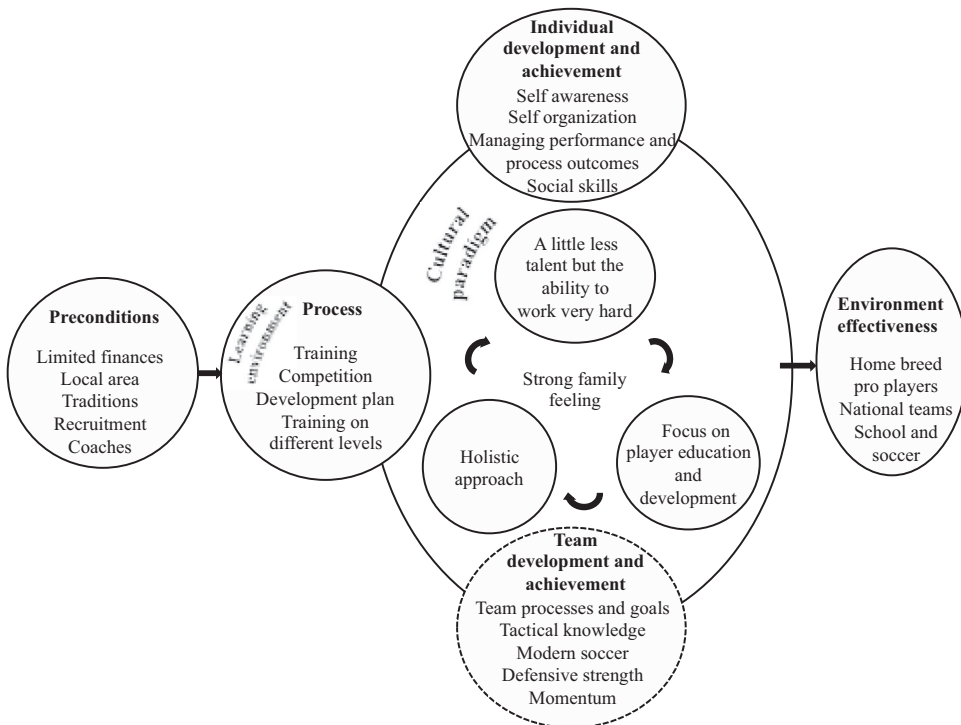 Individual
development and
achievement
Self awareness
Self organization
Managing performance and
process outcomes
Social skills
Cultural
paradigm
A little less
talent but the
ability to
work very hard
Preconditions
Limited finances
Local area
Traditions
Recruitment
Coaches
Learning
environment
Process
Training
Competition
Development plan
Training on
different levels
Strong family
feeling
Holistic
approach
Focus on
player education
and
development
Environment
effectiveness
Home breed
pro players
National teams
School and
soccer
Team
development and
achievement
Team processes and goals
Tactical knowledge
Modern soccer
Defensive strength
Momentum